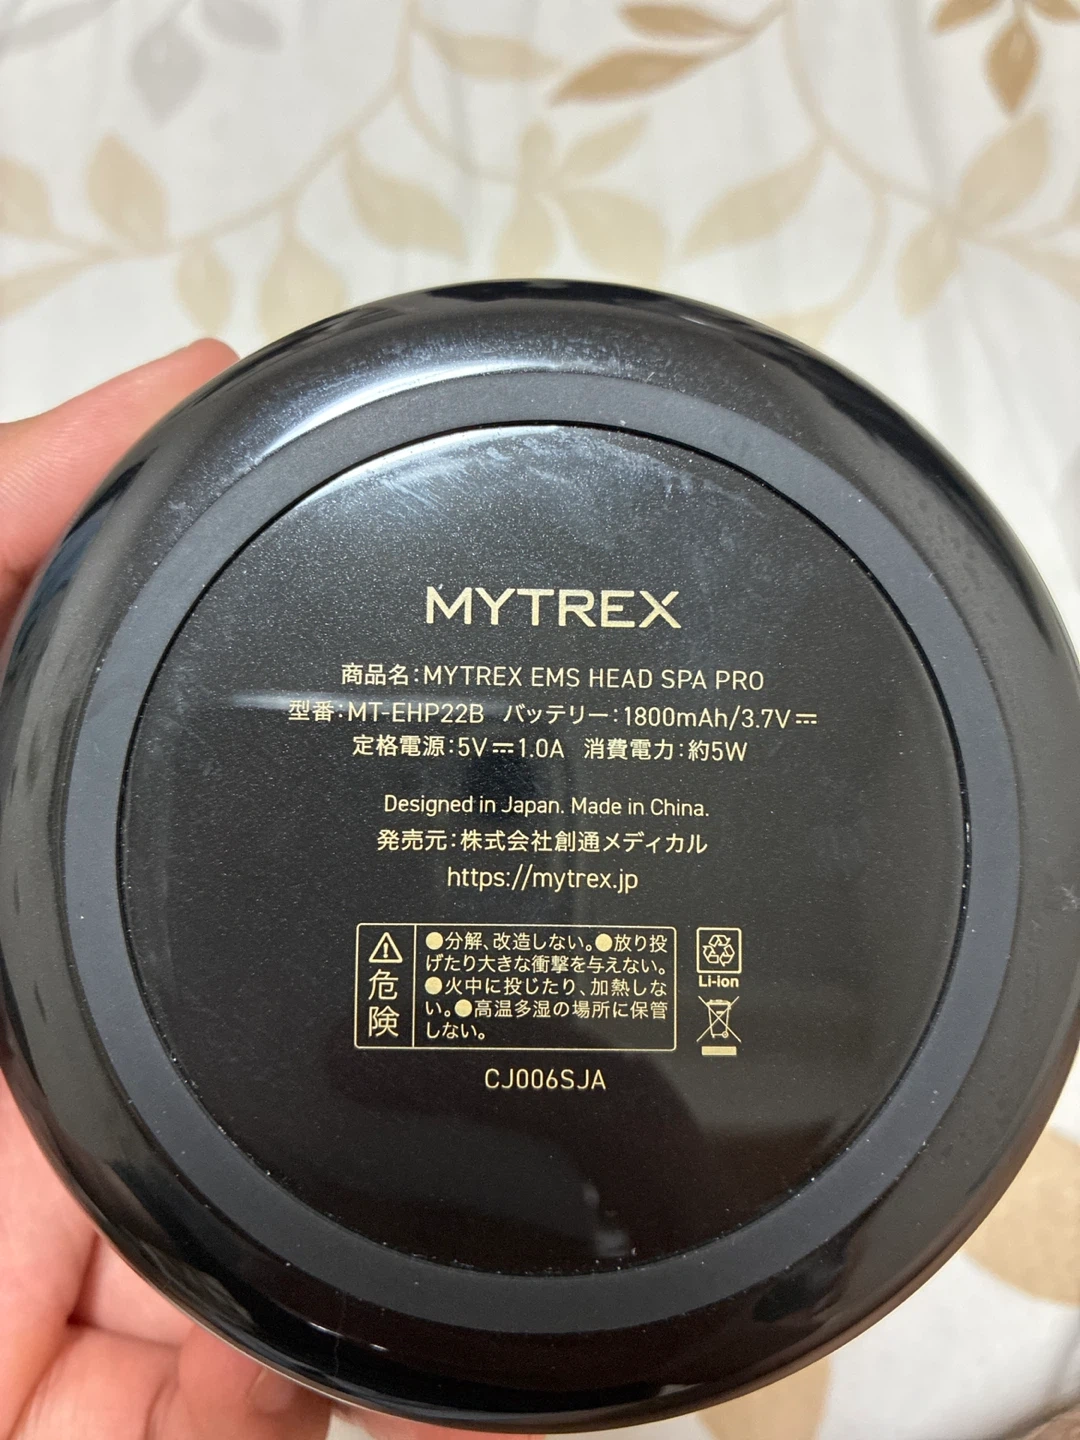 MYTREX
商品名：MYTREX EMS HEAD SPA PRO
型番：MT-EHP22B バッテリー：1800mAh/3.7V⎓
定格電源：5V⎓1.0A 消費電力：約5W
Designed in Japan. Made in China.
発売元：株式会社創通メディカル
https://mytrex.jp
危険
●分解、改造しない。●放り投
げたり大きな衝撃を与えない。
●火中に投じたり、加熱しな
い。●高温多湿の場所に保管
しない。
Li-ion
CJ006SJA